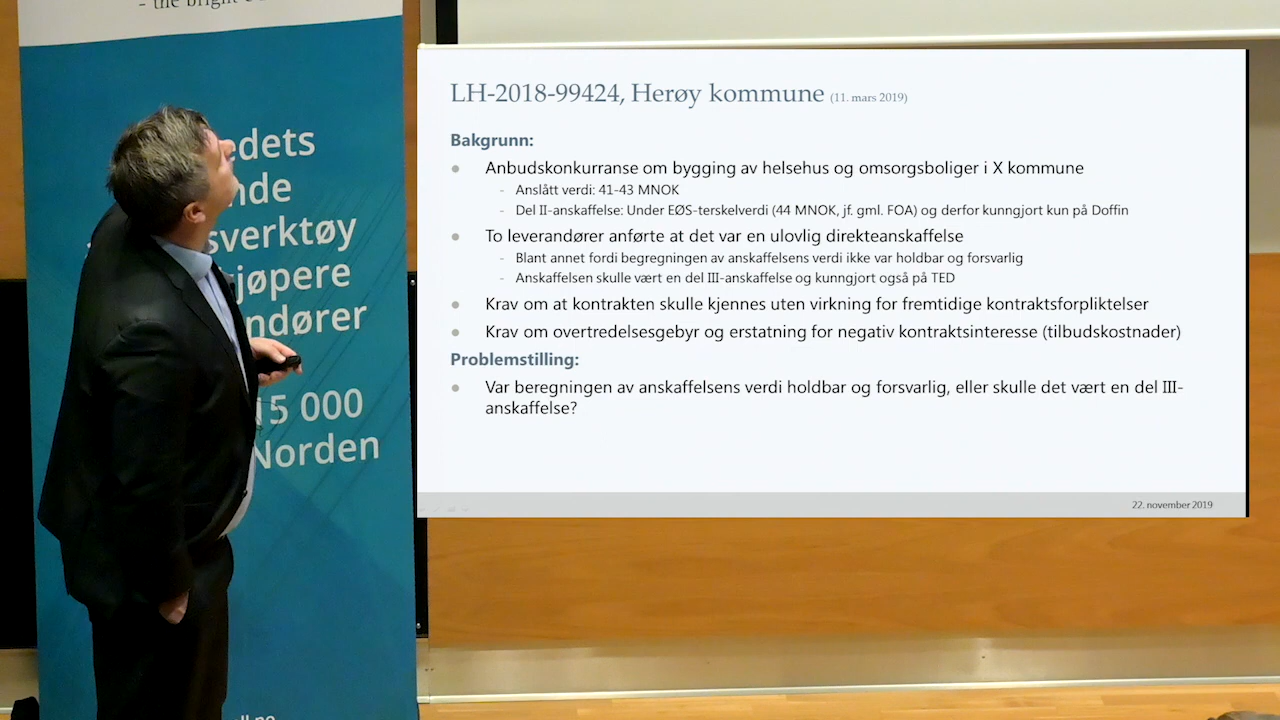 - the bright
edets
nde
sverktøy
jøpere
ndører
15 000
Norden
LH-2018-99424, Herøy kommune (11. mars 2019)
Bakgrunn:
● Anbudskonkurranse om bygging av helsehus og omsorgsboliger i X kommune
- Anslått verdi: 41-43 MNOK
- Del II-anskaffelse: Under EØS-terskelverdi (44 MNOK, jf. gml. FOA) og derfor kunngjort kun på Doffin
● To leverandører anførte at det var en ulovlig direkteanskaffelse
- Blant annet fordi begregningen av anskaffelsens verdi ikke var holdbar og forsvarlig
- Anskaffelsen skulle vært en del III-anskaffelse og kunngjort også på TED
● Krav om at kontrakten skulle kjennes uten virkning for fremtidige kontraktsforpliktelser
● Krav om overtredelsesgebyr og erstatning for negativ kontraktsinteresse (tilbudskostnader)
Problemstilling:
● Var beregningen av anskaffelsens verdi holdbar og forsvarlig, eller skulle det vært en del III-
anskaffelse?
22. november 2019